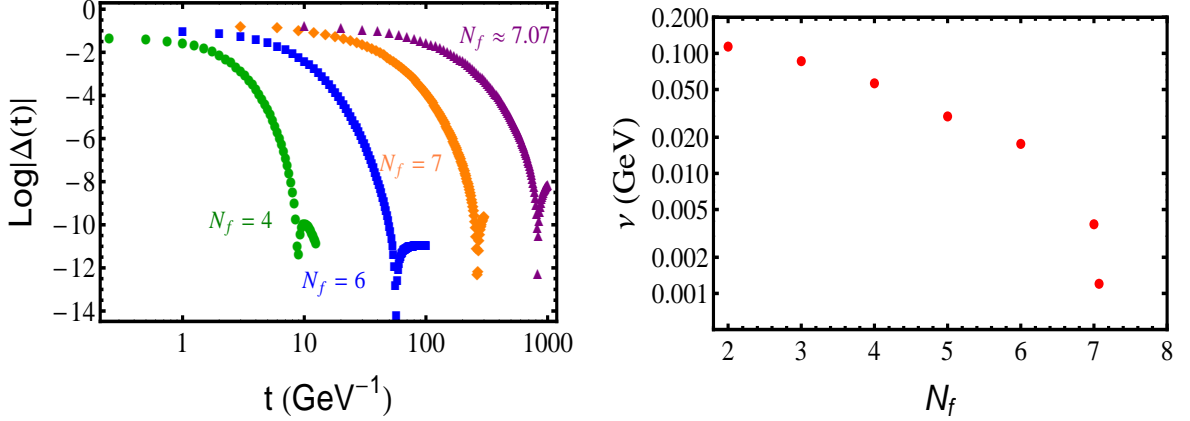 0
−2
−4
−6
−8
−10
−12
−14
Log|Δ(t)|
N_f ≈ 7.07
N_f = 7
N_f = 4
N_f = 6
1 10 100 1000
t (GeV⁻¹)
0.200
0.100
0.050
0.020
0.010
0.005
0.002
0.001
ν (GeV)
2 3 4 5 6 7 8
N_f